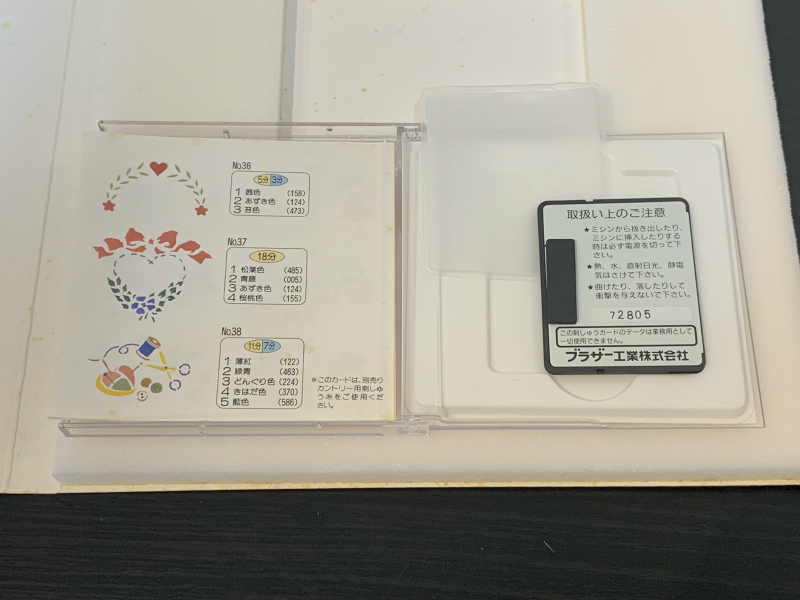 No36
5分 3分
1 茜色 (158)
2 あずき色 (124)
3 苔色 (473)
No37
18分
1 松葉色 (485)
2 青藤 (005)
3 あずき色 (124)
4 桜桃色 (155)
No38
11分 7分
1 薄紅 (122)
2 緑青 (463)
3 どんぐり色 (224)
4 きはだ色 (370)
5 藍色 (586)
※このカードは、別売り
カントリー用刺しゅ
う糸をご使用くだ
さい。
取扱い上のご注意
★ミシンから抜き出したり、
ミシンに挿入したりする
時は必ず電源を切って下
さい。
★熱、水、直射日光、静電
気はさけて下さい。
★曲げたり、落したりして
衝撃を与えないで下さい。
72805
この刺しゅうカードのデータは業務用として
一切使用できません。
ブラザー工業株式会社